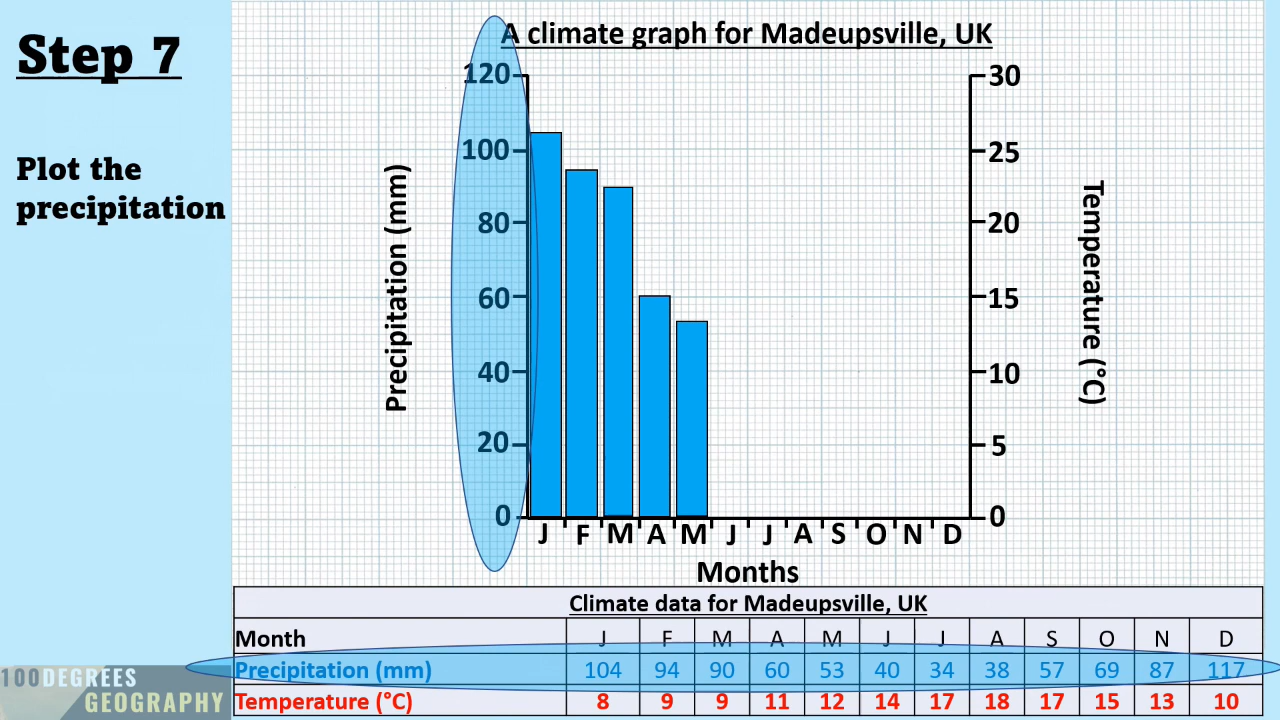 Step 7
Plot the
precipitation
A climate graph for Madeupsville, UK
Precipitation (mm)
120
100
80
60
40
20
0
30
25
20
15
10
5
0
Temperature (°C)
J F M A M J J A S O N D
Months
Climate data for Madeupsville, UK
Month J F M A M J J A S O N D
Precipitation (mm) 104 94 90 60 53 40 34 38 57 69 87 117
Temperature (°C) 8 9 9 11 12 14 17 18 17 15 13 10
100DEGREES
GEOGRAPHY